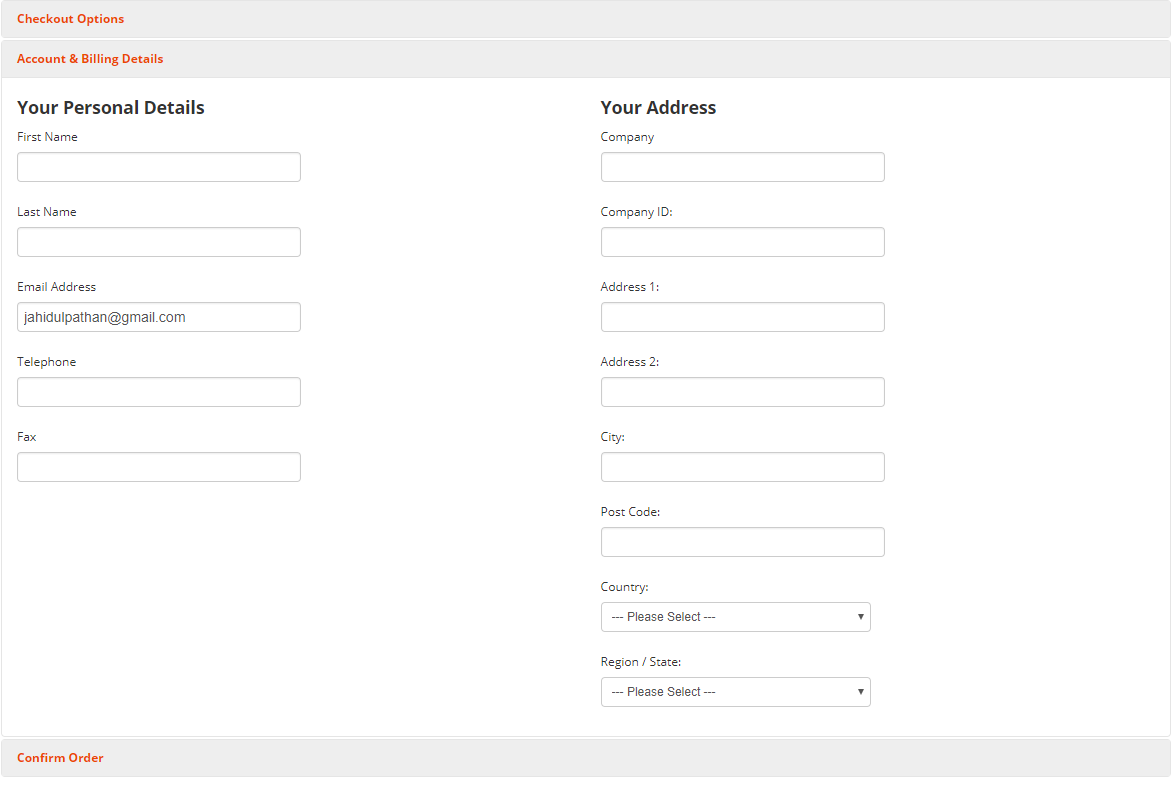 Checkout Options
Account & Billing Details
Your Personal Details
First Name
Last Name
Email Address
jahidulpathan@gmail.com
Telephone
Fax
Your Address
Company
Company ID:
Address 1:
Address 2:
City:
Post Code:
Country:
--- Please Select ---
Region / State:
--- Please Select ---
Confirm Order